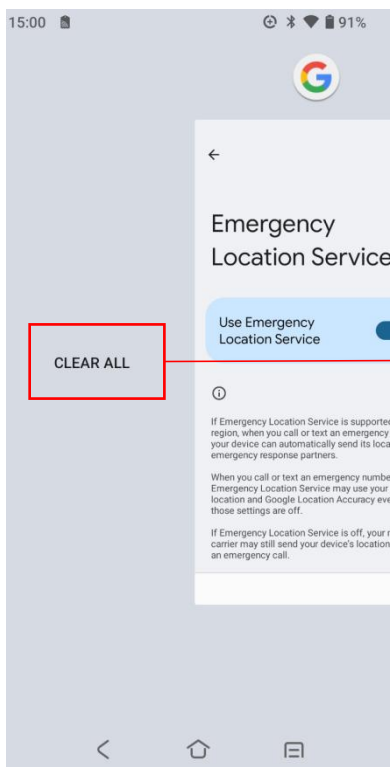 15:00
91%
Emergency
Location Service
Use Emergency
Location Service
CLEAR ALL
If Emergency Location Service is supported
region, when you call or text an emergency
your device can automatically send its
emergency response partners.
When you call or text an emergency
Emergency Location Service may use your
location and Google Location Accuracy
those settings are off.
If Emergency Location Service is off, your
carrier may still send your device's location
an emergency call.